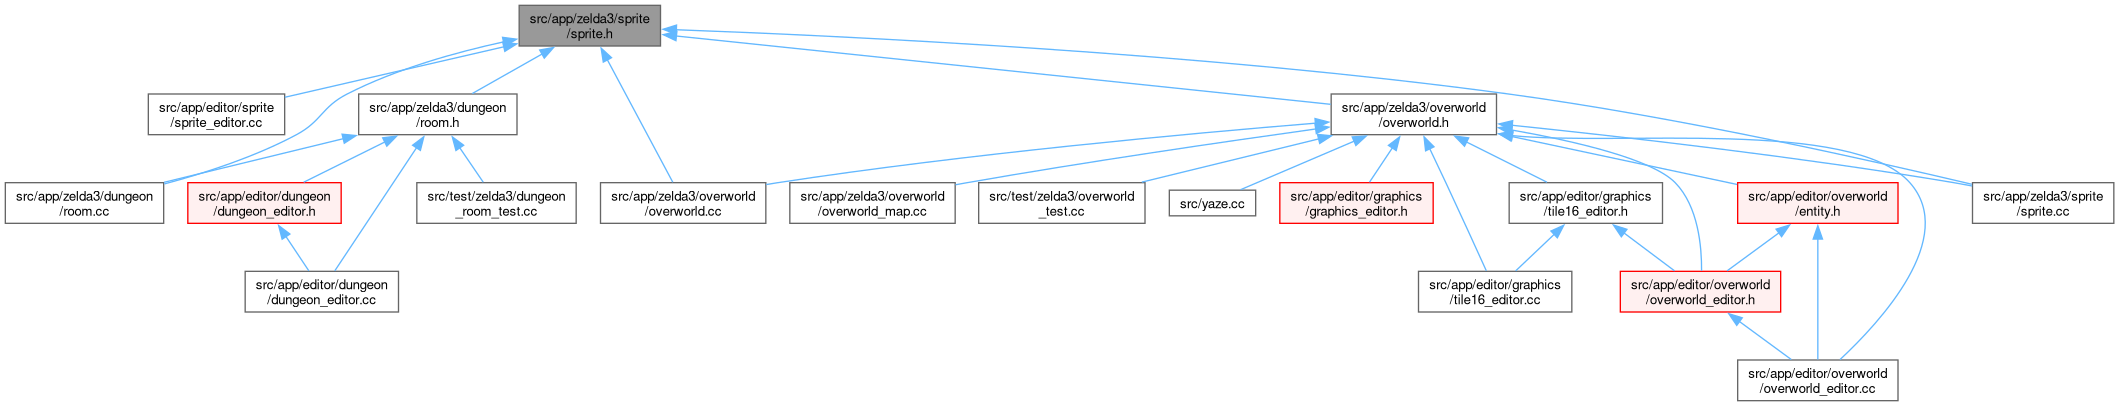 src/app/zelda3/sprite
/sprite.h
src/app/editor/sprite
/sprite_editor.cc
src/app/zelda3/dungeon
/room.h
src/app/zelda3/overworld
/overworld.h
src/app/zelda3/dungeon
/room.cc
src/app/editor/dungeon
/dungeon_editor.h
src/test/zelda3/dungeon
_room_test.cc
src/app/zelda3/overworld
/overworld.cc
src/app/zelda3/overworld
/overworld_map.cc
src/test/zelda3/overworld
_test.cc
src/yaze.cc
src/app/editor/graphics
/graphics_editor.h
src/app/editor/graphics
/tile16_editor.h
src/app/editor/overworld
/entity.h
src/app/zelda3/sprite
/sprite.cc
src/app/editor/dungeon
/dungeon_editor.cc
src/app/editor/graphics
/tile16_editor.cc
src/app/editor/overworld
/overworld_editor.h
src/app/editor/overworld
/overworld_editor.cc